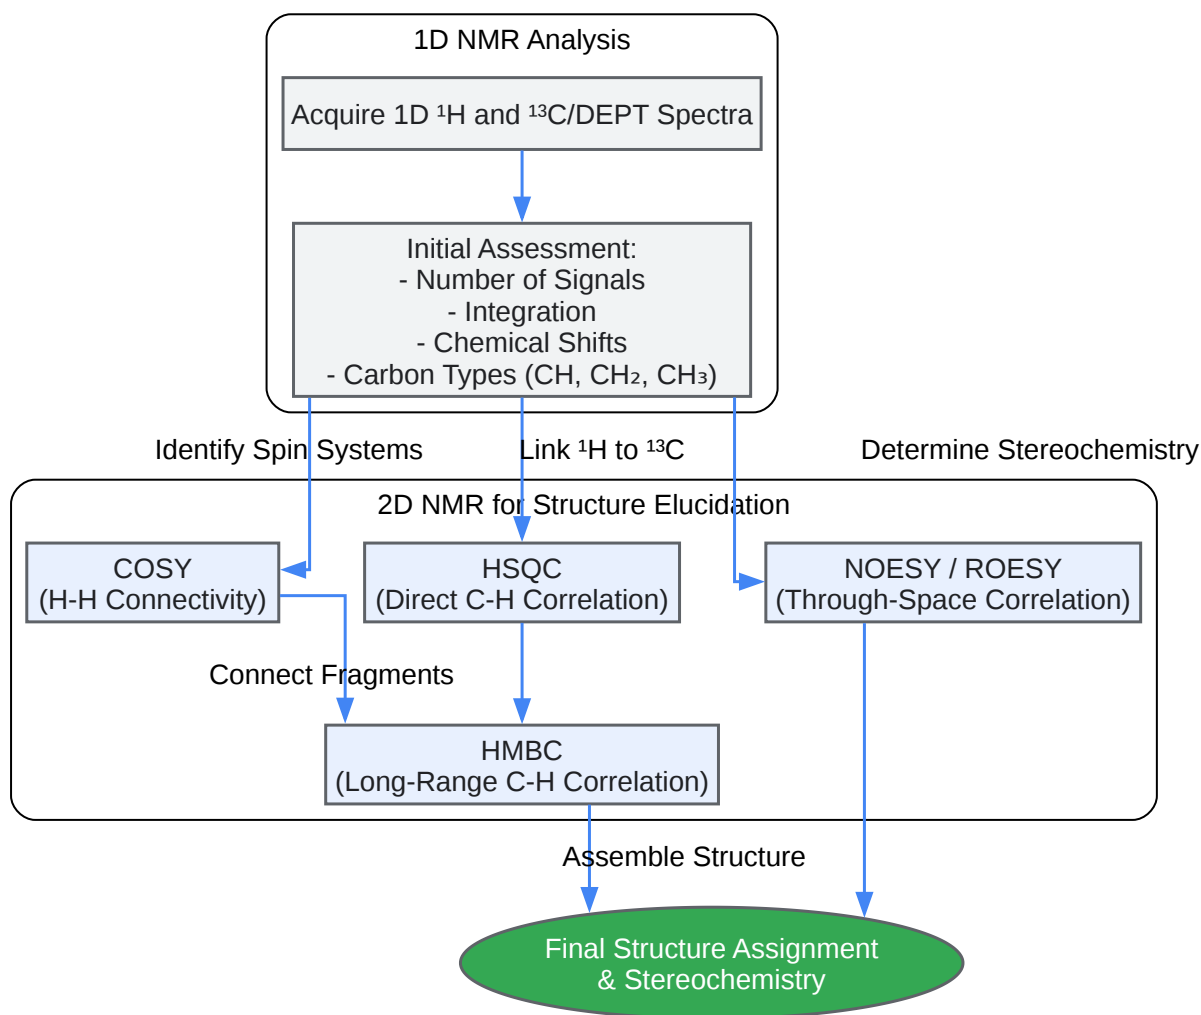 1D NMR Analysis
Acquire 1D ¹H and ¹³C/DEPT Spectra
Initial Assessment:
- Number of Signals
- Integration
- Chemical Shifts
- Carbon Types (CH, CH₂, CH₃)
Identify Spin Systems
Link ¹H to ¹³C
Determine Stereochemistry
2D NMR for Structure Elucidation
COSY
(H-H Connectivity)
HSQC
(Direct C-H Correlation)
NOESY / ROESY
(Through-Space Correlation)
Connect Fragments
HMBC
(Long-Range C-H Correlation)
Assemble Structure
Final Structure Assignment
& Stereochemistry